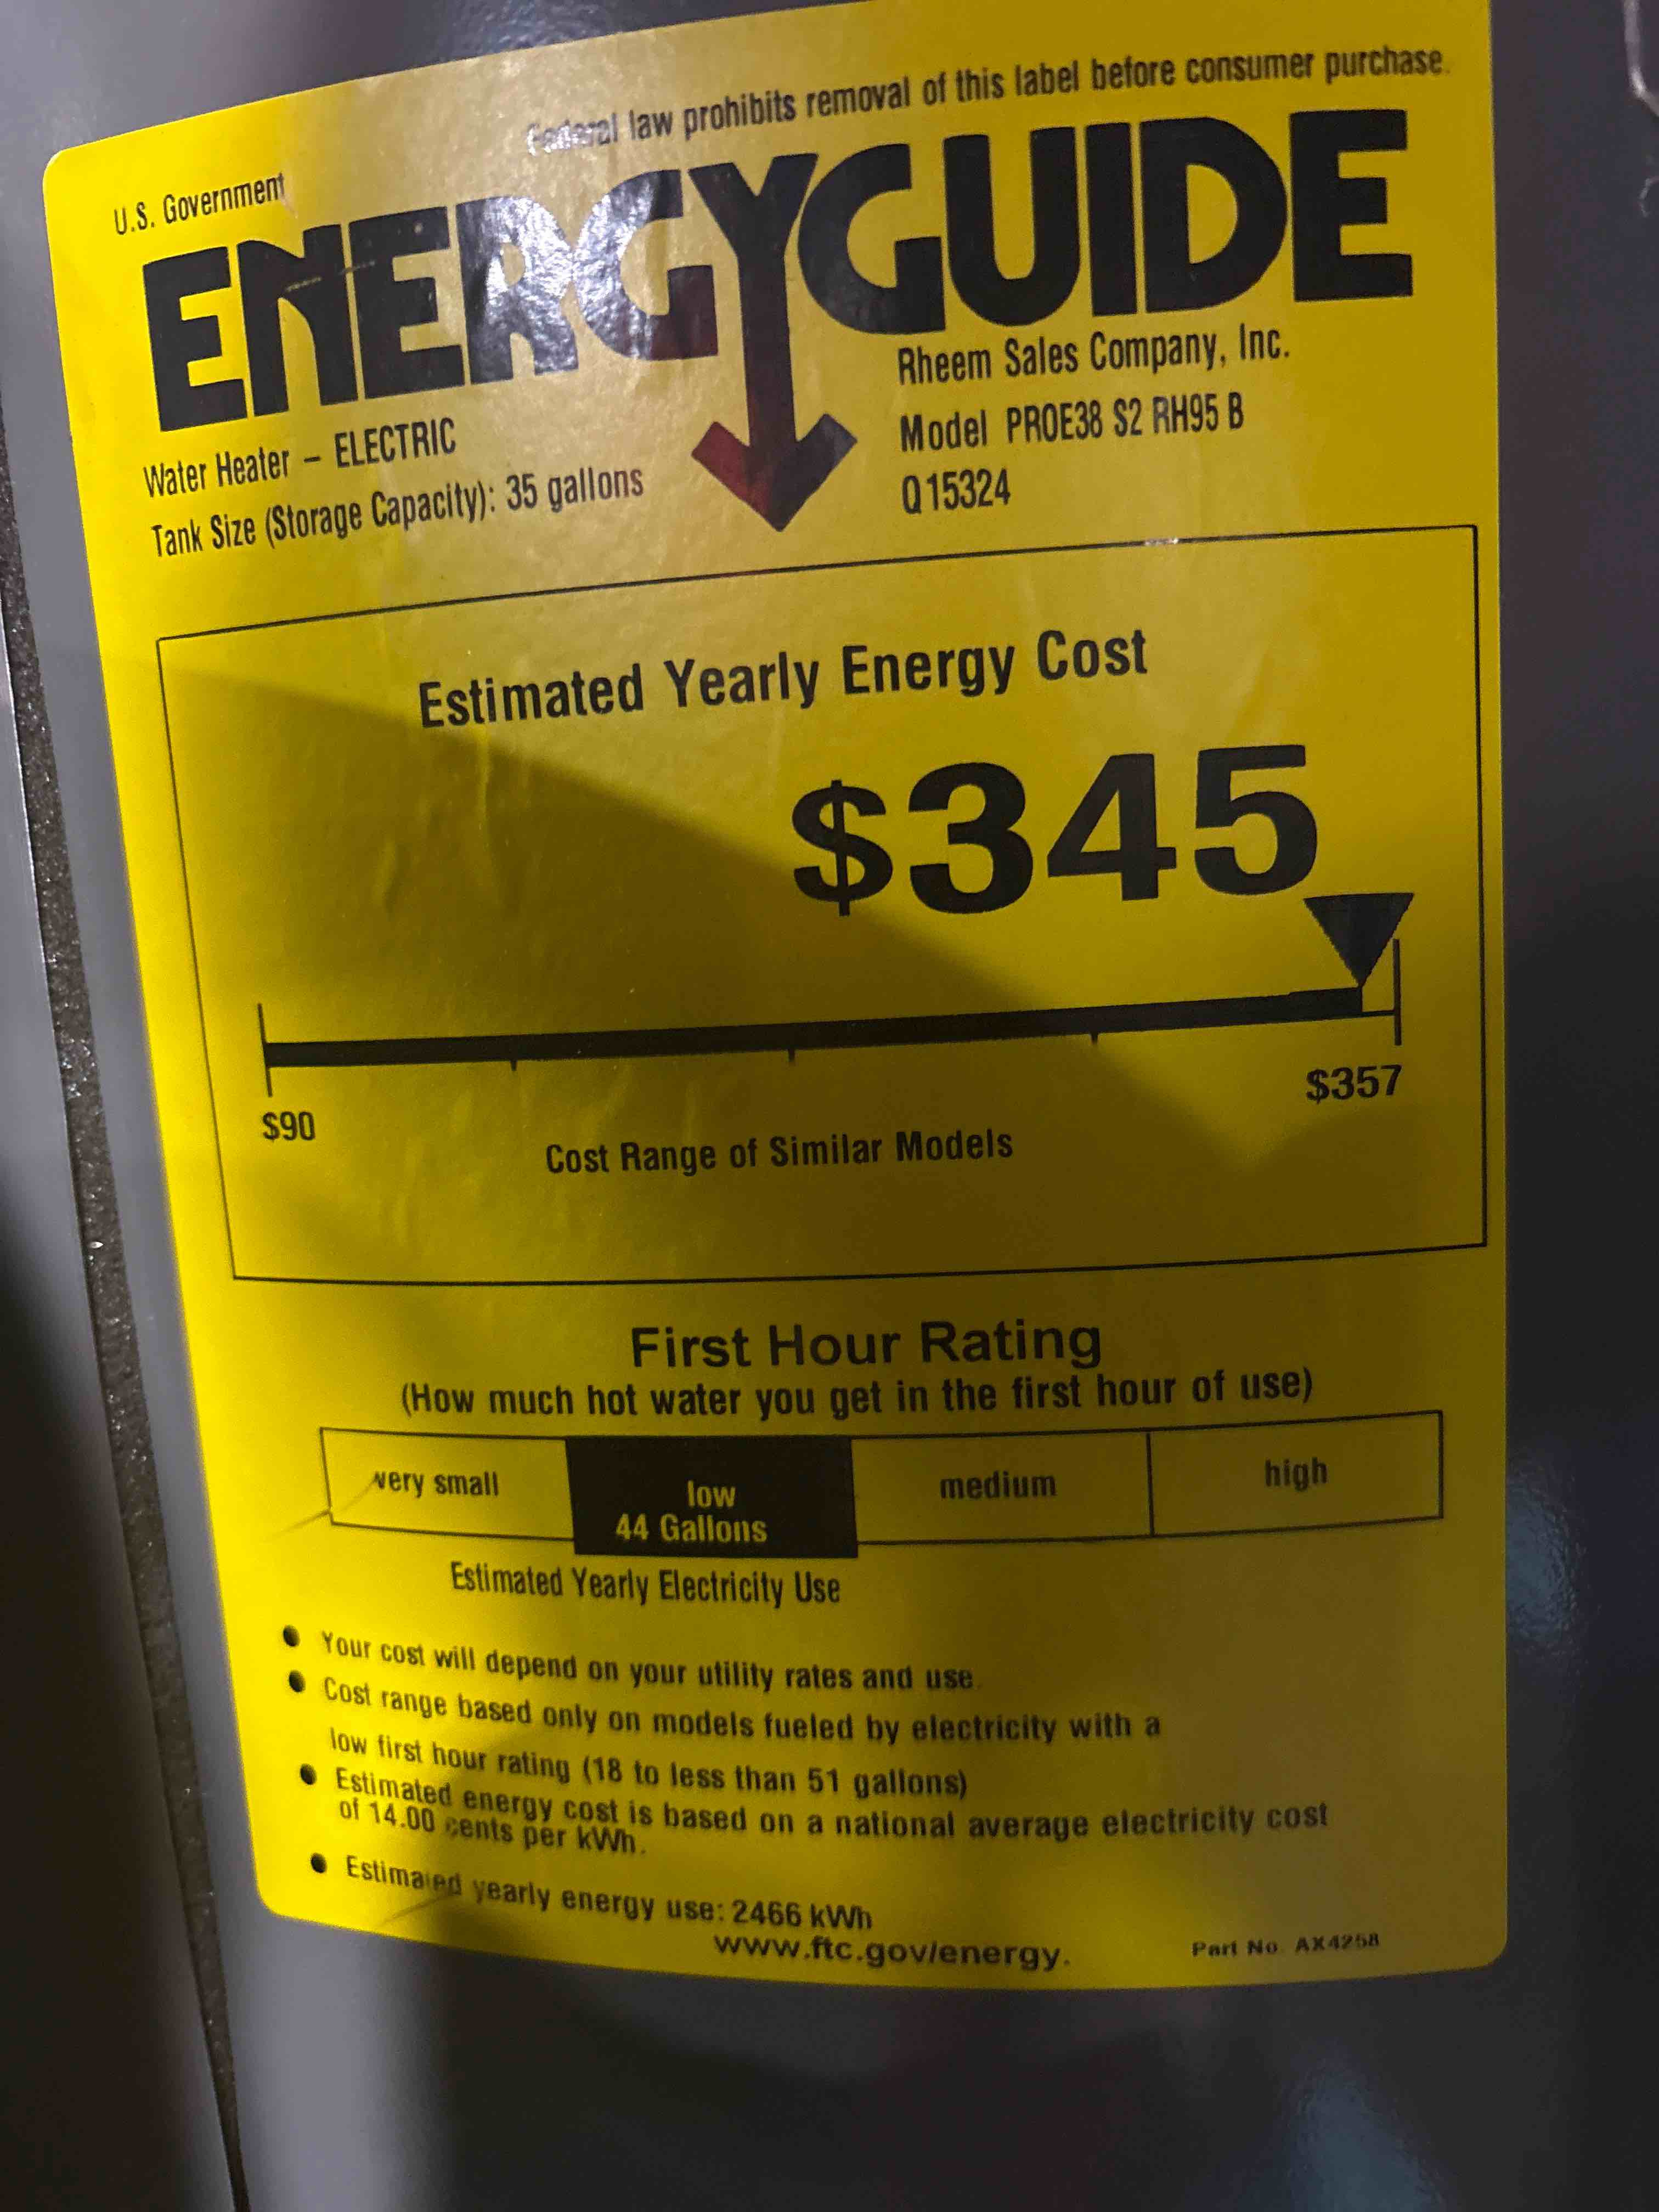 Federal law prohibits removal of this label before consumer purchase.
U.S. Government
ENERGYGUIDE
Water Heater – ELECTRIC
Tank Size (Storage Capacity): 35 gallons
Rheem Sales Company, Inc.
Model PROE38 S2 RH95 B
Q15324
Estimated Yearly Energy Cost
$345
$90
$357
Cost Range of Similar Models
First Hour Rating
(How much hot water you get in the first hour of use)
very small
low
44 Gallons
medium
high
Estimated Yearly Electricity Use
● Your cost will depend on your utility rates and use.
● Cost range based only on models fueled by electricity with a
low first hour rating (18 to less than 51 gallons)
● Estimated energy cost is based on a national average electricity cost
of 14.00 cents per kWh.
● Estimated yearly energy use: 2466 kWh
www.ftc.gov/energy.
Part No. AX4258